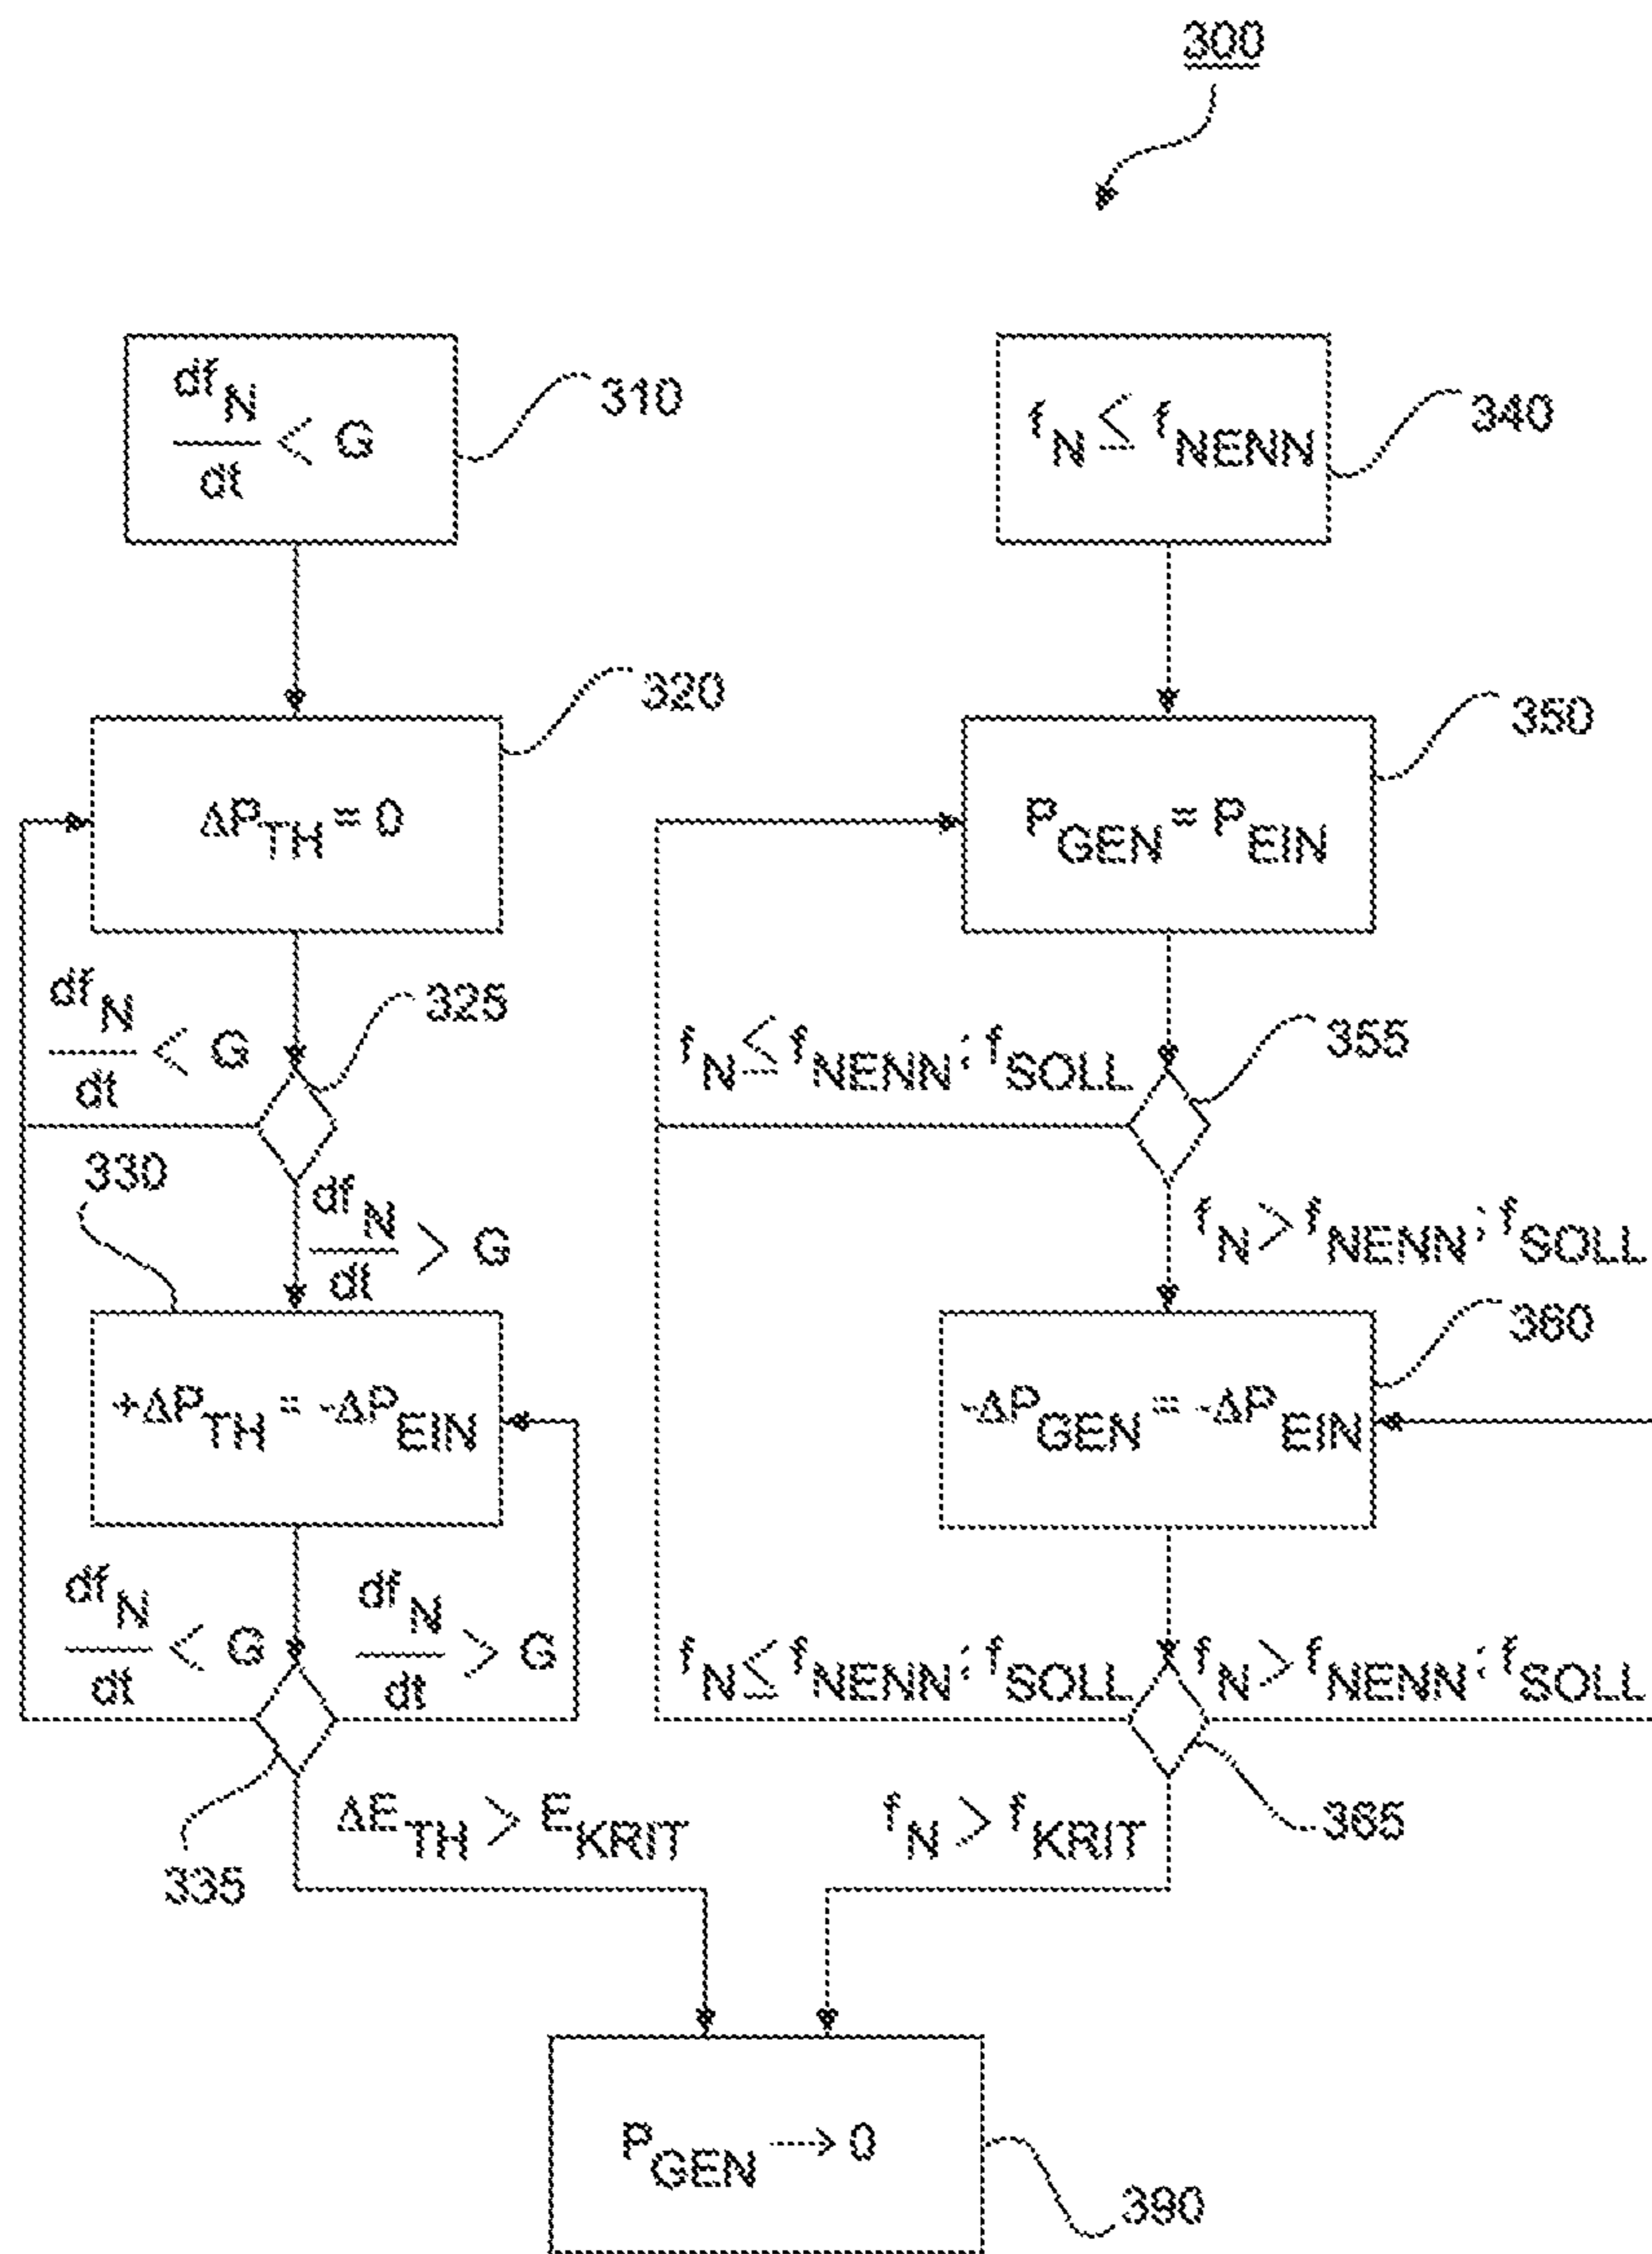 300
df_N/dt < G
310
f_N ≤ f_NENN
340
320
ΔP_TH = 0
350
P_GEN = P_EIN
df_N/dt < G
325
f_N ≤ f_NENN ; f_SOLL
355
330
df_N/dt > G
f_N > f_NENN ; f_SOLL
360
+ΔP_TH = -ΔP_EIN
-ΔP_GEN = -ΔP_EIN
df_N/dt < G
df_N/dt > G
f_N ≤ f_NENN ; f_SOLL
f_N > f_NENN ; f_SOLL
335
ΔE_TH > E_KRIT
f_N > f_KRIT
365
P_GEN → 0
390